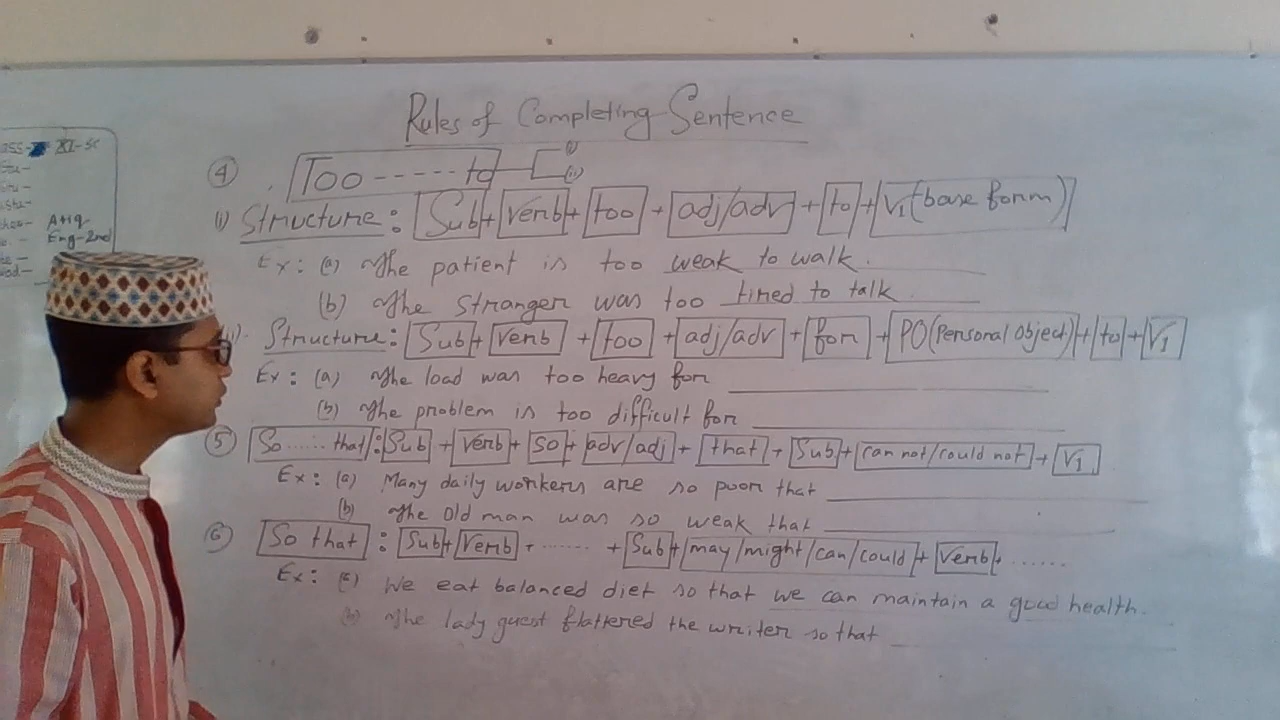 Rules of Completing Sentence
XI-Sc
Atiq
Eng-2nd
④ Too ----- to (i)
(ii)
(i) Structure: Sub + verb + too + adj/adv + to + V1 (base form)
Ex: (a) The patient is too weak to walk.
(b) The stranger was too tired to talk.
Structure: Sub + verb + too + adj/adv + for + PO (Personal Object) + to + V1
Ex: (a) The load was too heavy for
(b) The problem is too difficult for
⑤ So ...... that: Sub + verb + so + adv/adj + that + Sub + can not/could not + V1
Ex: (a) Many daily workers are so poor that
(b) The old man was so weak that
⑥ So that: Sub + Verb + ...... + Sub + may/might/can/could + verb + ......
Ex: (a) We eat balanced diet so that we can maintain a good health.
(b) The lady guest flattered the writer so that